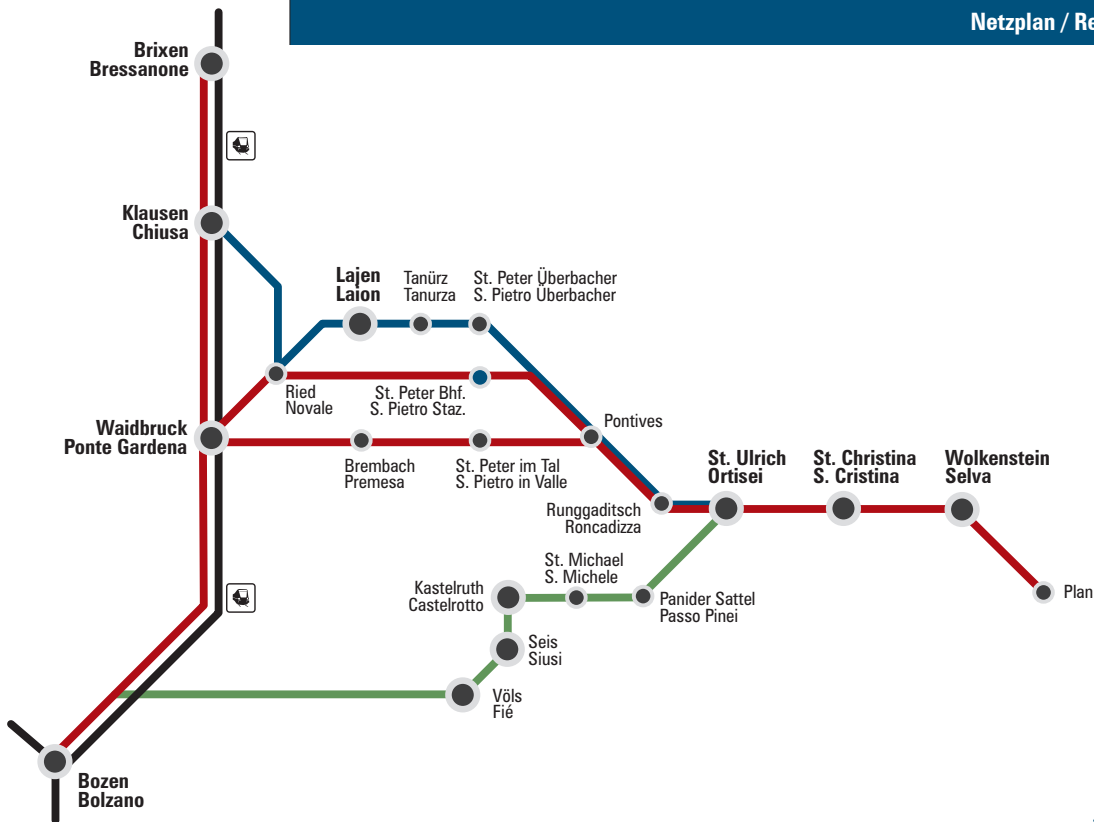 Netzplan / Re
Brixen
Bressanone
Klausen
Chiusa
Lajen
Laion
Tanürz
Tanurza
St. Peter Überbacher
S. Pietro Überbacher
Ried
Novale
St. Peter Bhf.
S. Pietro Staz.
Pontives
Waidbruck
Ponte Gardena
Brembach
Premesa
St. Peter im Tal
S. Pietro in Valle
St. Ulrich
Ortisei
St. Christina
S. Cristina
Wolkenstein
Selva
Runggaditsch
Roncadizza
St. Michael
S. Michele
Kastelruth
Castelrotto
Panider Sattel
Passo Pinei
Plan
Seis
Siusi
Völs
Fié
Bozen
Bolzano